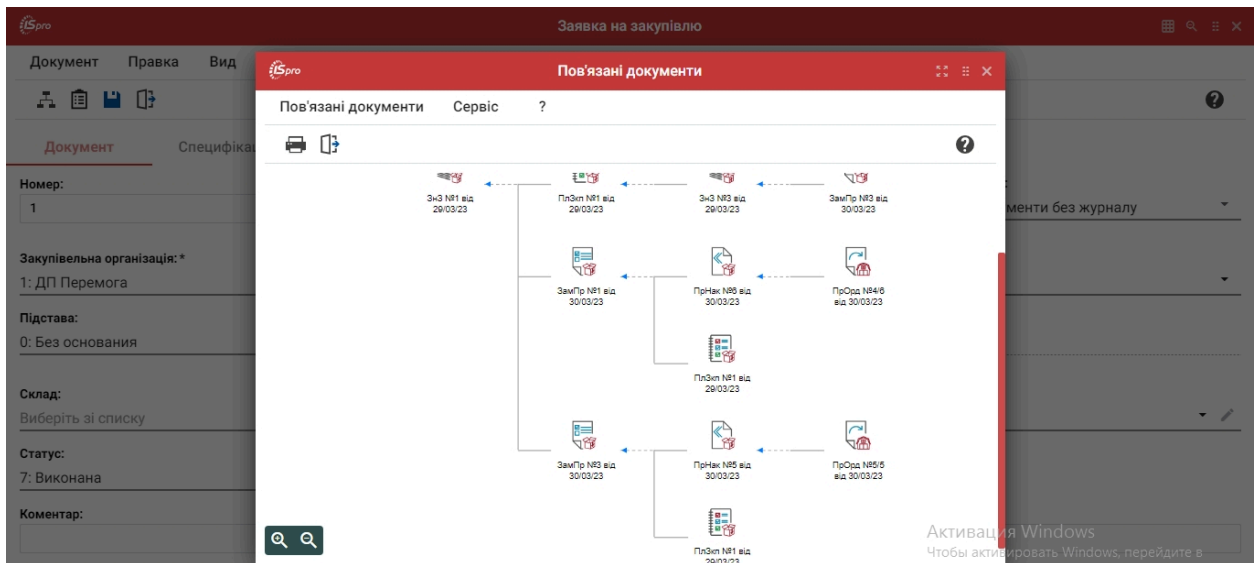 iSpro
Заявка на закупівлю
Документ Правка Вид
iSpro
Пов'язані документи
Пов'язані документи Сервіс ?
Документ
Специфікац
Номер:
1
менти без журналу
Закупівельна організація:*
1: ДП Перемога
Підстава:
0: Без основания
Склад:
Виберіть зі списку
Статус:
7: Виконана
Коментар:
ЗнЗ №1 від
29/03/23
ПлЗкп №1 від
29/03/23
ЗнЗ №3 від
29/03/23
ЗамПр №3 від
30/03/23
ЗамПр №1 від
30/03/23
ПрНак №6 від
30/03/23
ПрОрд №4/6
від 30/03/23
ПлЗкп №1 від
29/03/23
ЗамПр №3 від
30/03/23
ПрНак №5 від
30/03/23
ПрОрд №5/5
від 30/03/23
ПлЗкп №1 від
29/03/23
Активация Windows
Чтобы активировать Windows, перейдите в